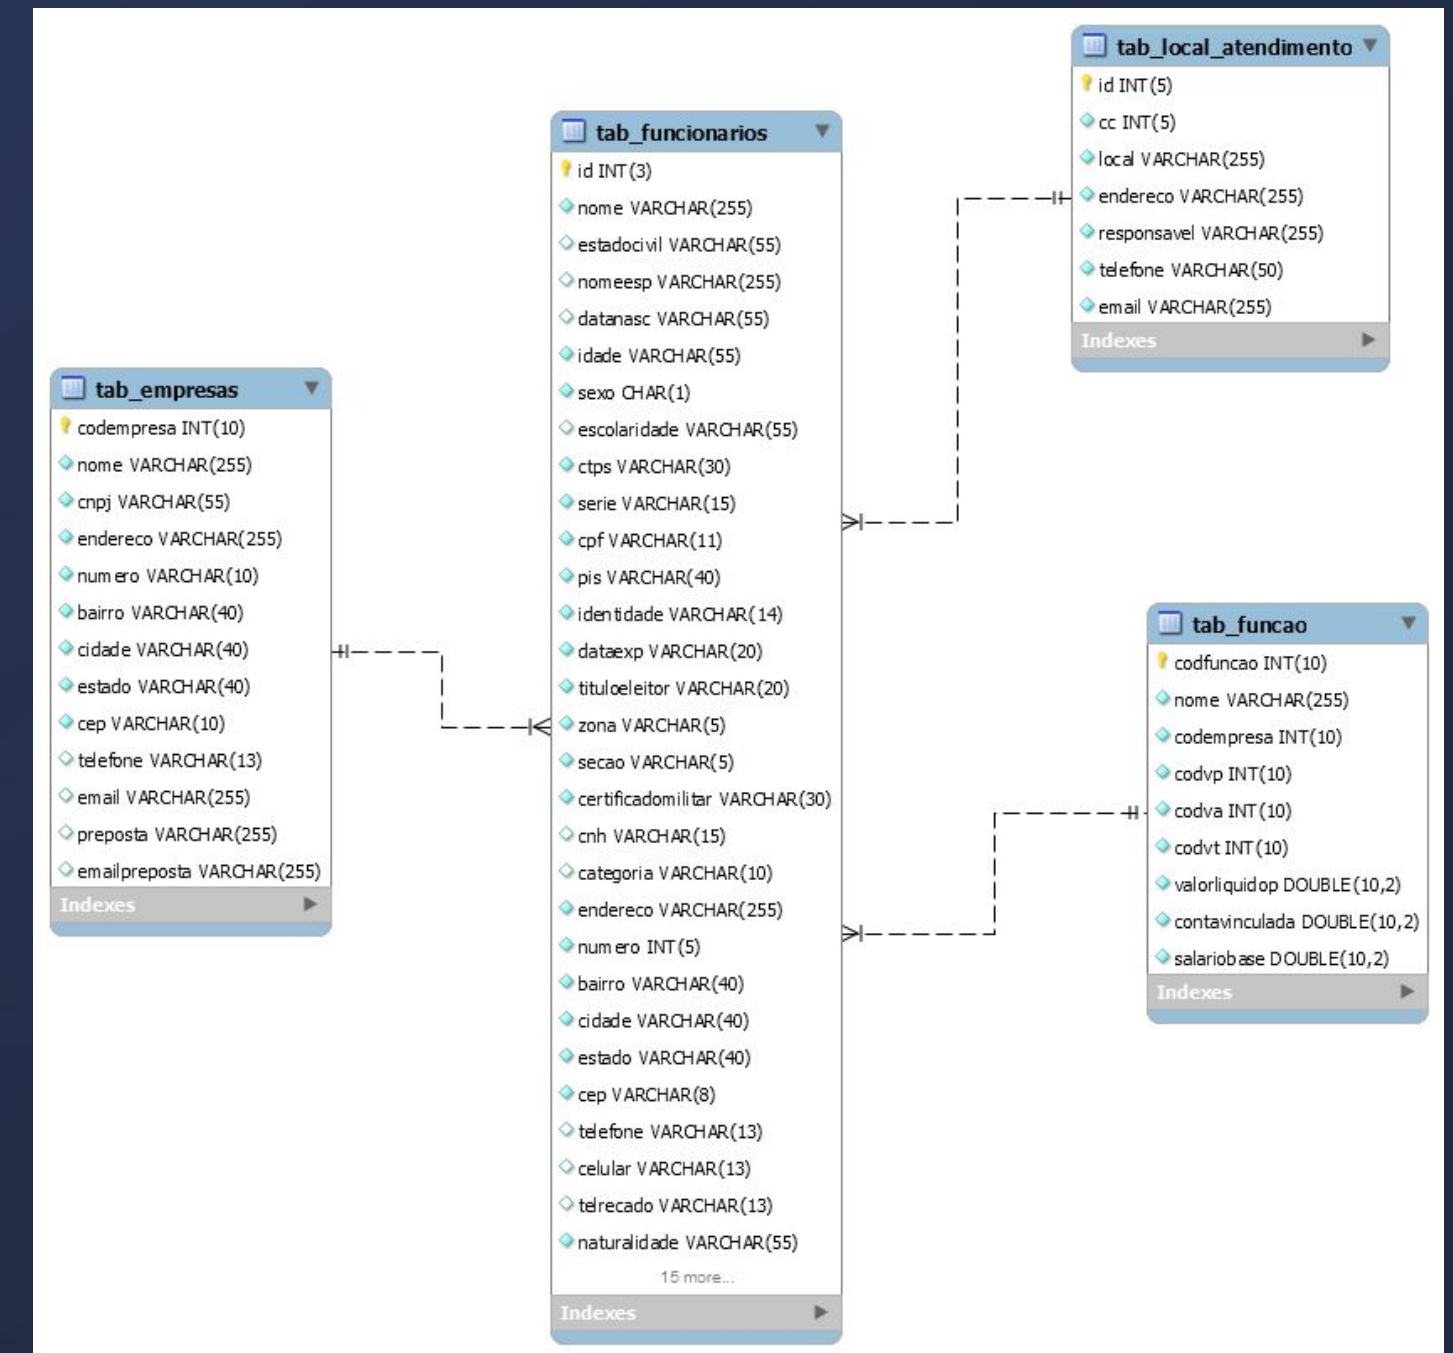 tab_local_atendimento
id INT(5)
cc INT(5)
local VARCHAR(255)
endereco VARCHAR(255)
responsavel VARCHAR(255)
telefone VARCHAR(50)
email VARCHAR(255)
Indexes
tab_funcionarios
id INT(3)
nome VARCHAR(255)
estadocivil VARCHAR(55)
nomeesp VARCHAR(255)
datanasc VARCHAR(55)
idade VARCHAR(55)
sexo CHAR(1)
escolaridade VARCHAR(55)
ctps VARCHAR(30)
serie VARCHAR(15)
cpf VARCHAR(11)
pis VARCHAR(40)
identidade VARCHAR(14)
dataexp VARCHAR(20)
tituloeleitor VARCHAR(20)
zona VARCHAR(5)
secao VARCHAR(5)
certificadomilitar VARCHAR(30)
cnh VARCHAR(15)
categoria VARCHAR(10)
endereco VARCHAR(255)
numero INT(5)
bairro VARCHAR(40)
cidade VARCHAR(40)
estado VARCHAR(40)
cep VARCHAR(8)
telefone VARCHAR(13)
celular VARCHAR(13)
telrecado VARCHAR(13)
naturalidade VARCHAR(55)
15 more...
Indexes
tab_empresas
codempresa INT(10)
nome VARCHAR(255)
cnpj VARCHAR(55)
endereco VARCHAR(255)
numero VARCHAR(10)
bairro VARCHAR(40)
cidade VARCHAR(40)
estado VARCHAR(40)
cep VARCHAR(10)
telefone VARCHAR(13)
email VARCHAR(255)
preposta VARCHAR(255)
emailpreposta VARCHAR(255)
Indexes
tab_funcao
codfuncao INT(10)
nome VARCHAR(255)
codempresa INT(10)
codvp INT(10)
codva INT(10)
codvt INT(10)
valorliquidop DOUBLE(10,2)
contavinculada DOUBLE(10,2)
salariobase DOUBLE(10,2)
Indexes